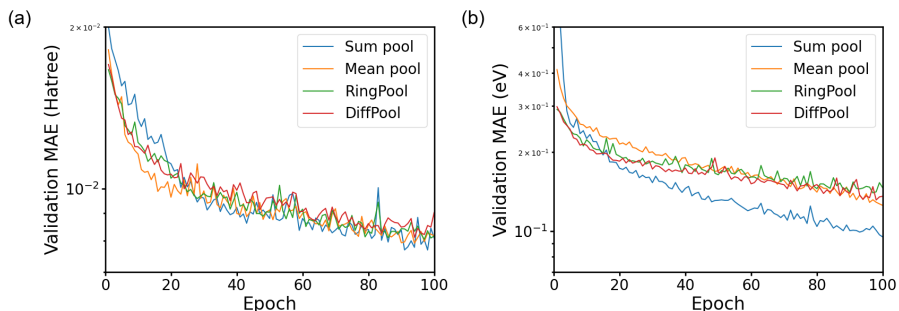 (a)
Validation MAE (Hatree)
2 × 10⁻²
10⁻²
Sum pool
Mean pool
RingPool
DiffPool
0 20 40 60 80 100
Epoch
(b)
Validation MAE (eV)
6 × 10⁻¹
4 × 10⁻¹
3 × 10⁻¹
2 × 10⁻¹
10⁻¹
Sum pool
Mean pool
RingPool
DiffPool
0 20 40 60 80 100
Epoch